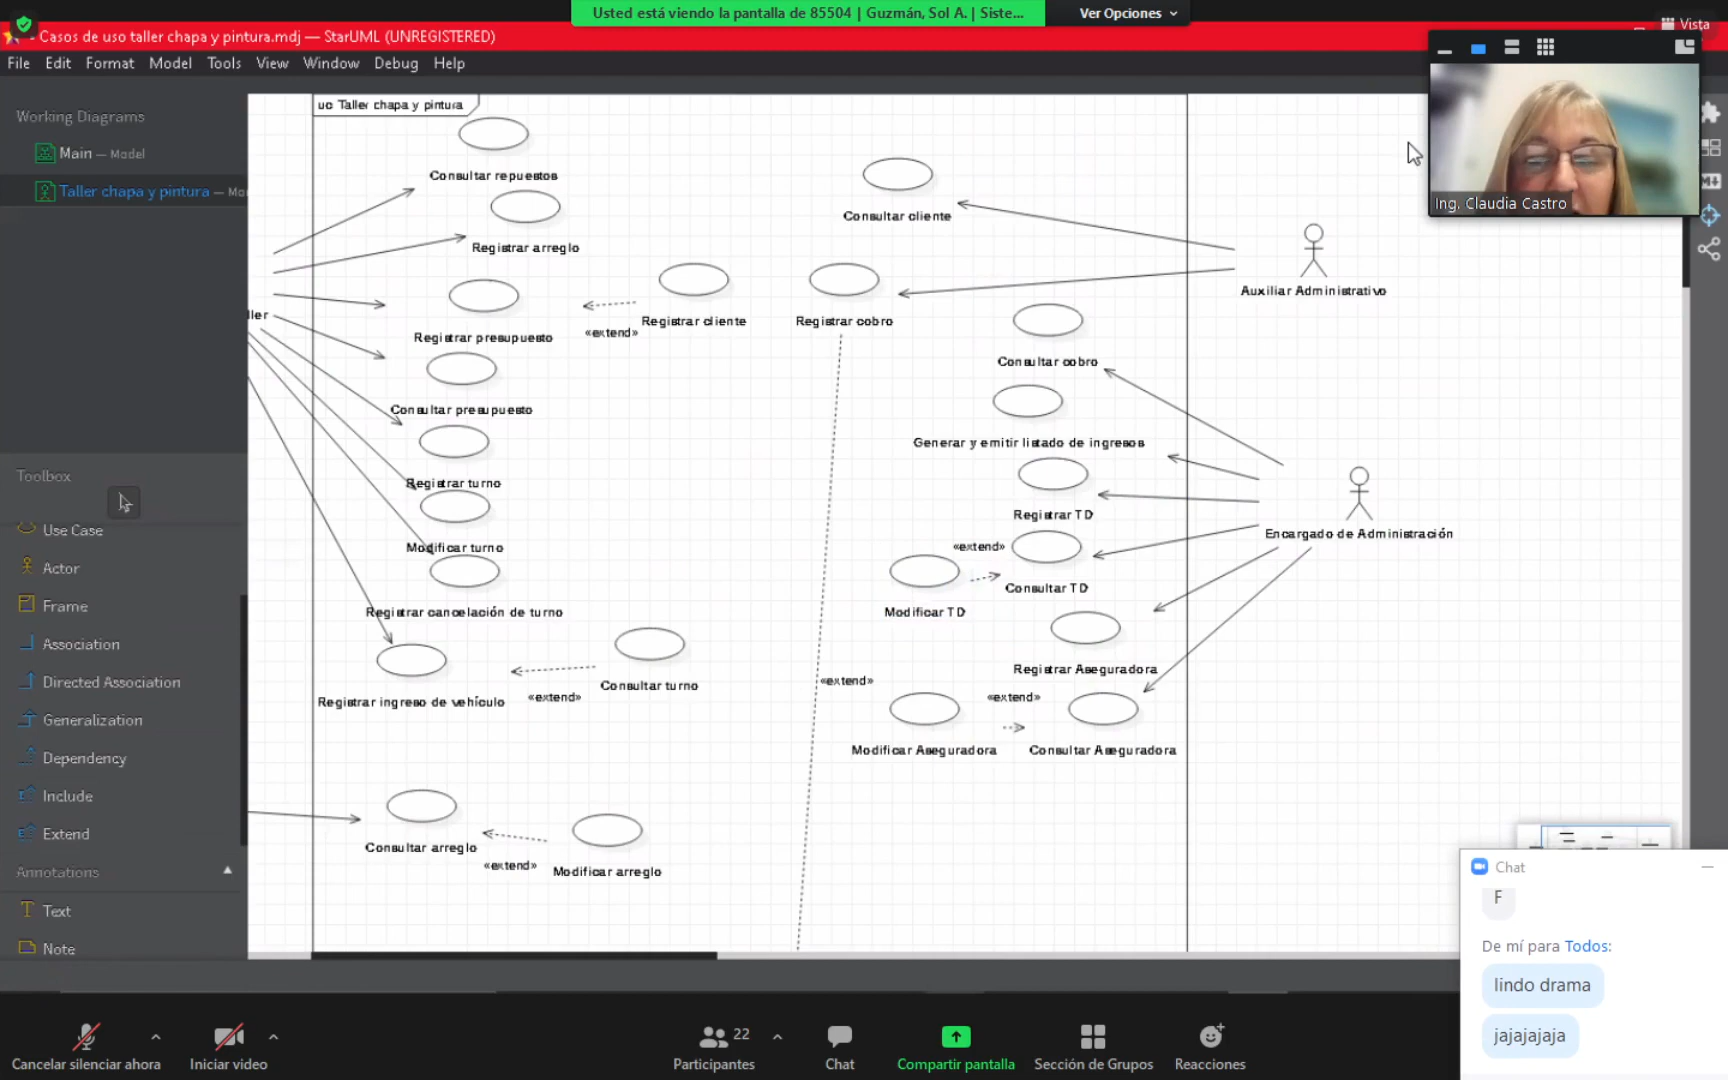 Usted está viendo la pantalla de 85504 | Guzmán, Sol A. | Siste...
Ver Opciones
Vista
- Casos de uso taller chapa y pintura.mdj — StarUML (UNREGISTERED)
File Edit Format Model Tools View Window Debug Help
Working Diagrams
Main — Model
Taller chapa y pintura — Mo
Toolbox
Use Case
Actor
Frame
Association
Directed Association
Generalization
Dependency
Include
Extend
Annotations
Text
Note
uc Taller chapa y pintura
Consultar repuestos
Registrar arreglo
ller
Registrar presupuesto
«extend»
Registrar cliente
Consultar presupuesto
Registrar turno
Modificar turno
Registrar cancelación de turno
Registrar ingreso de vehículo
«extend»
Consultar turno
Consultar arreglo
«extend»
Modificar arreglo
Consultar cliente
Registrar cobro
Auxiliar Administrativo
Consultar cobro
Generar y emitir listado de ingresos
Registrar TD
Encargado de Administración
«extend»
Consultar TD
Modificar TD
Registrar Aseguradora
«extend»
«extend»
Modificar Aseguradora
Consultar Aseguradora
Ing. Claudia Castro
Chat
F
De mí para Todos:
lindo drama
jajajajaja
Cancelar silenciar ahora
Iniciar video
22
Participantes
Chat
Compartir pantalla
Sección de Grupos
Reacciones